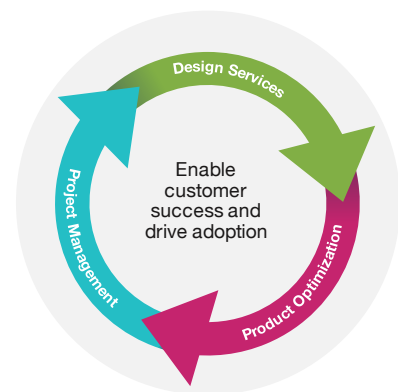 Design Services
Enable
customer
success and
drive adoption
Project Management
Product Optimization